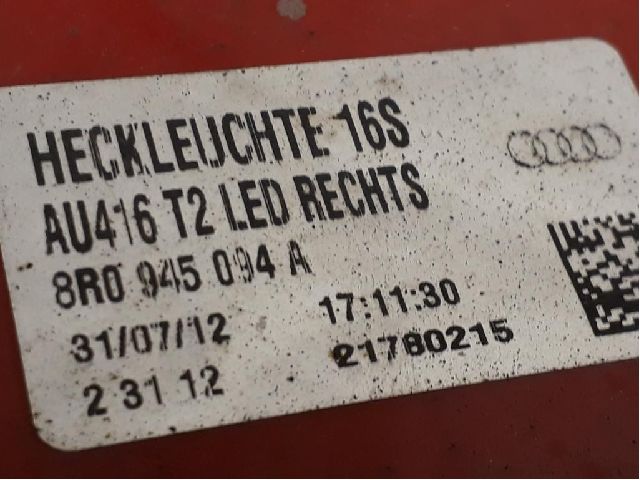 HECKLEUCHTE 16S
AU416 T2 LED RECHTS
8R0 945 094 A
31/07/12 17:11:30
2 31 12 21780215